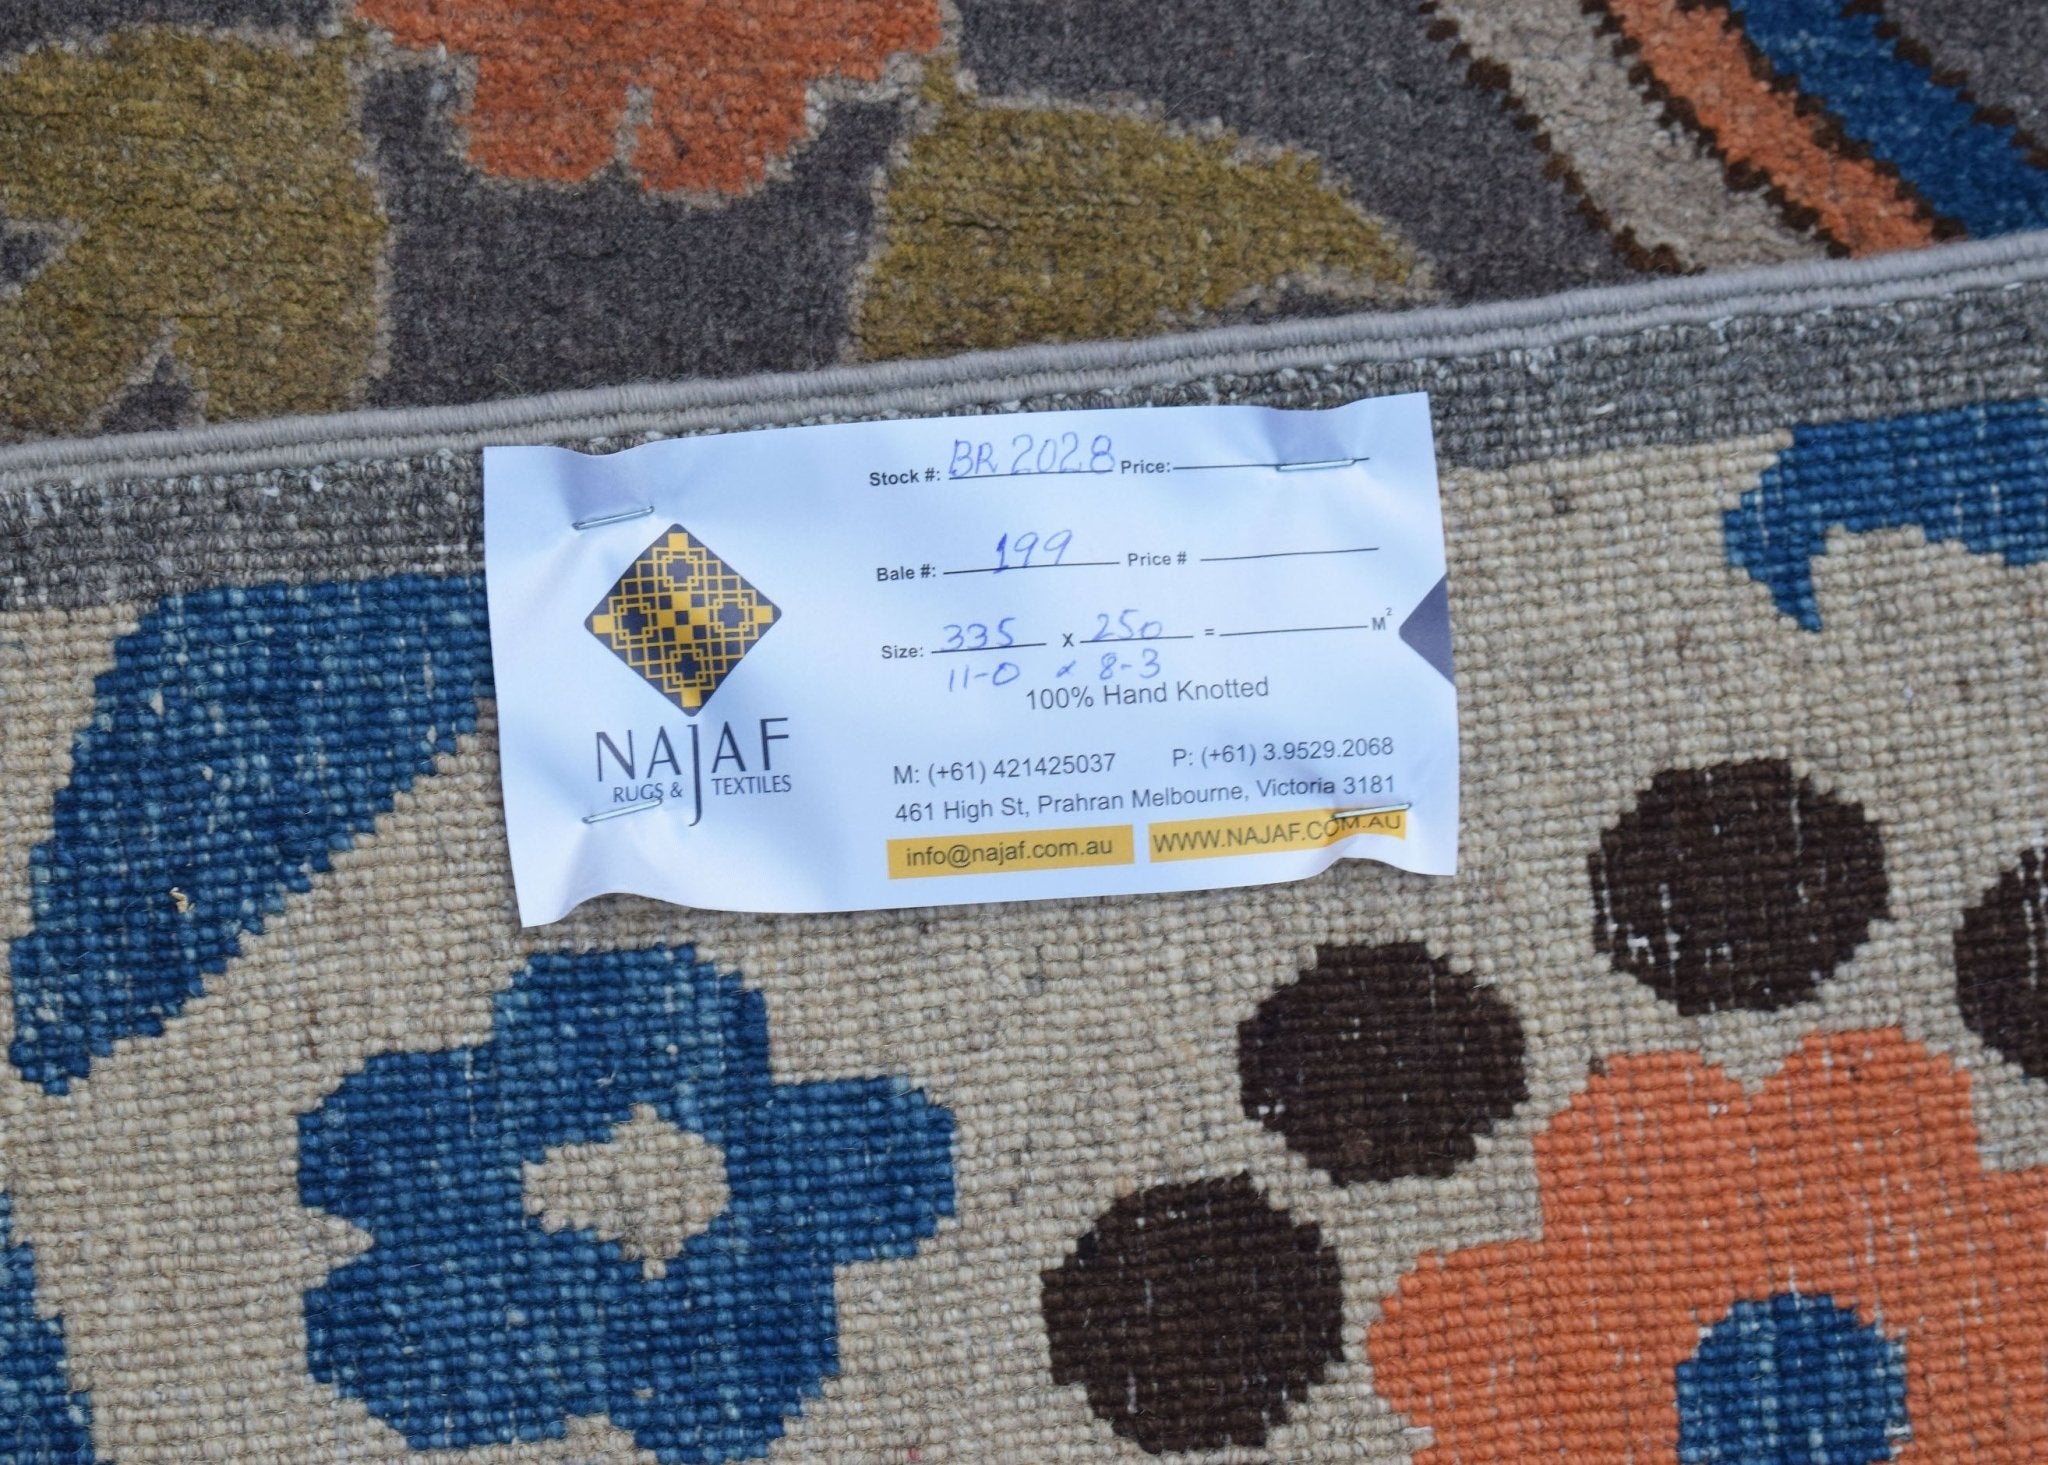 Stock #: BR 2028 Price:
Bale #: 199 Price #
Size: 335 x 250 = M²
11-0 x 8-3
100% Hand Knotted
NAJAF
RUGS & TEXTILES
M: (+61) 421425037 P: (+61) 3.9529.2068
461 High St, Prahran Melbourne, Victoria 3181
info@najaf.com.au WWW.NAJAF.COM.AU